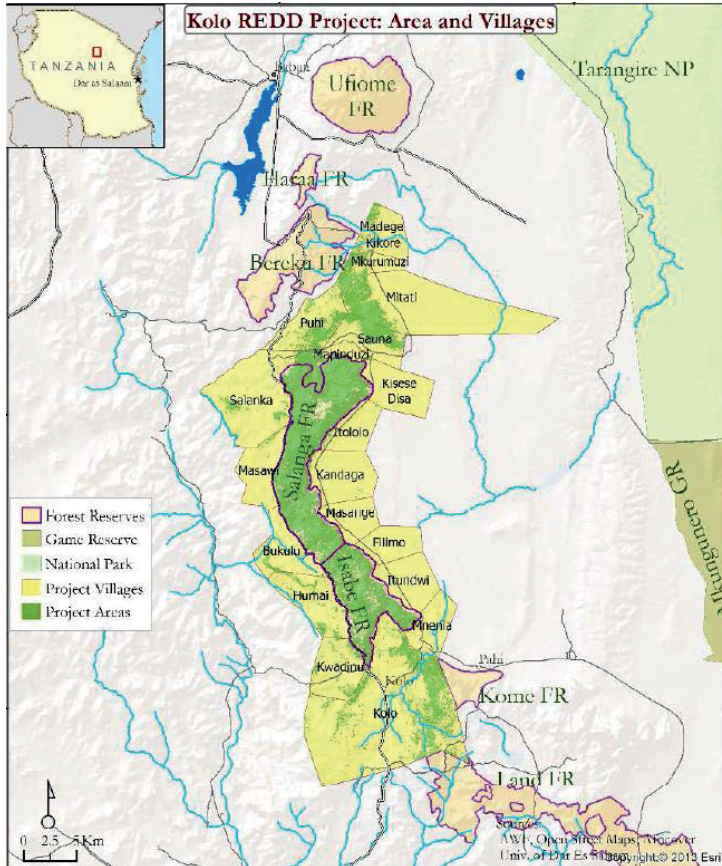 Kolo REDD Project: Area and Villages
TANZANIA
Dar es Salaam
Babati
Ufiome
FR
Tarangire NP
Haraa FR
Madege
Kikore
Bereku FR
Mkurumuzi
Mitati
Puhi
Sauna
Mapinduzi
Kisese
Disa
Salanka
Salanga FR
Itololo
Masawi
Kandaga
Mkungunero GR
Masange
Forest Reserves
Game Reserve
National Park
Project Villages
Project Areas
Filimo
Bukulu
Isabe FR
Itundwi
Humai
Mnenia
Pahi
Kwadinu
Kolo
Kome FR
Kolo
Land FR
0 2.5 5 Km
Sources:
AWF, Open Street Maps, Africover
Univ. of Dar Es Salaam
Copyright:© 2013 Esri